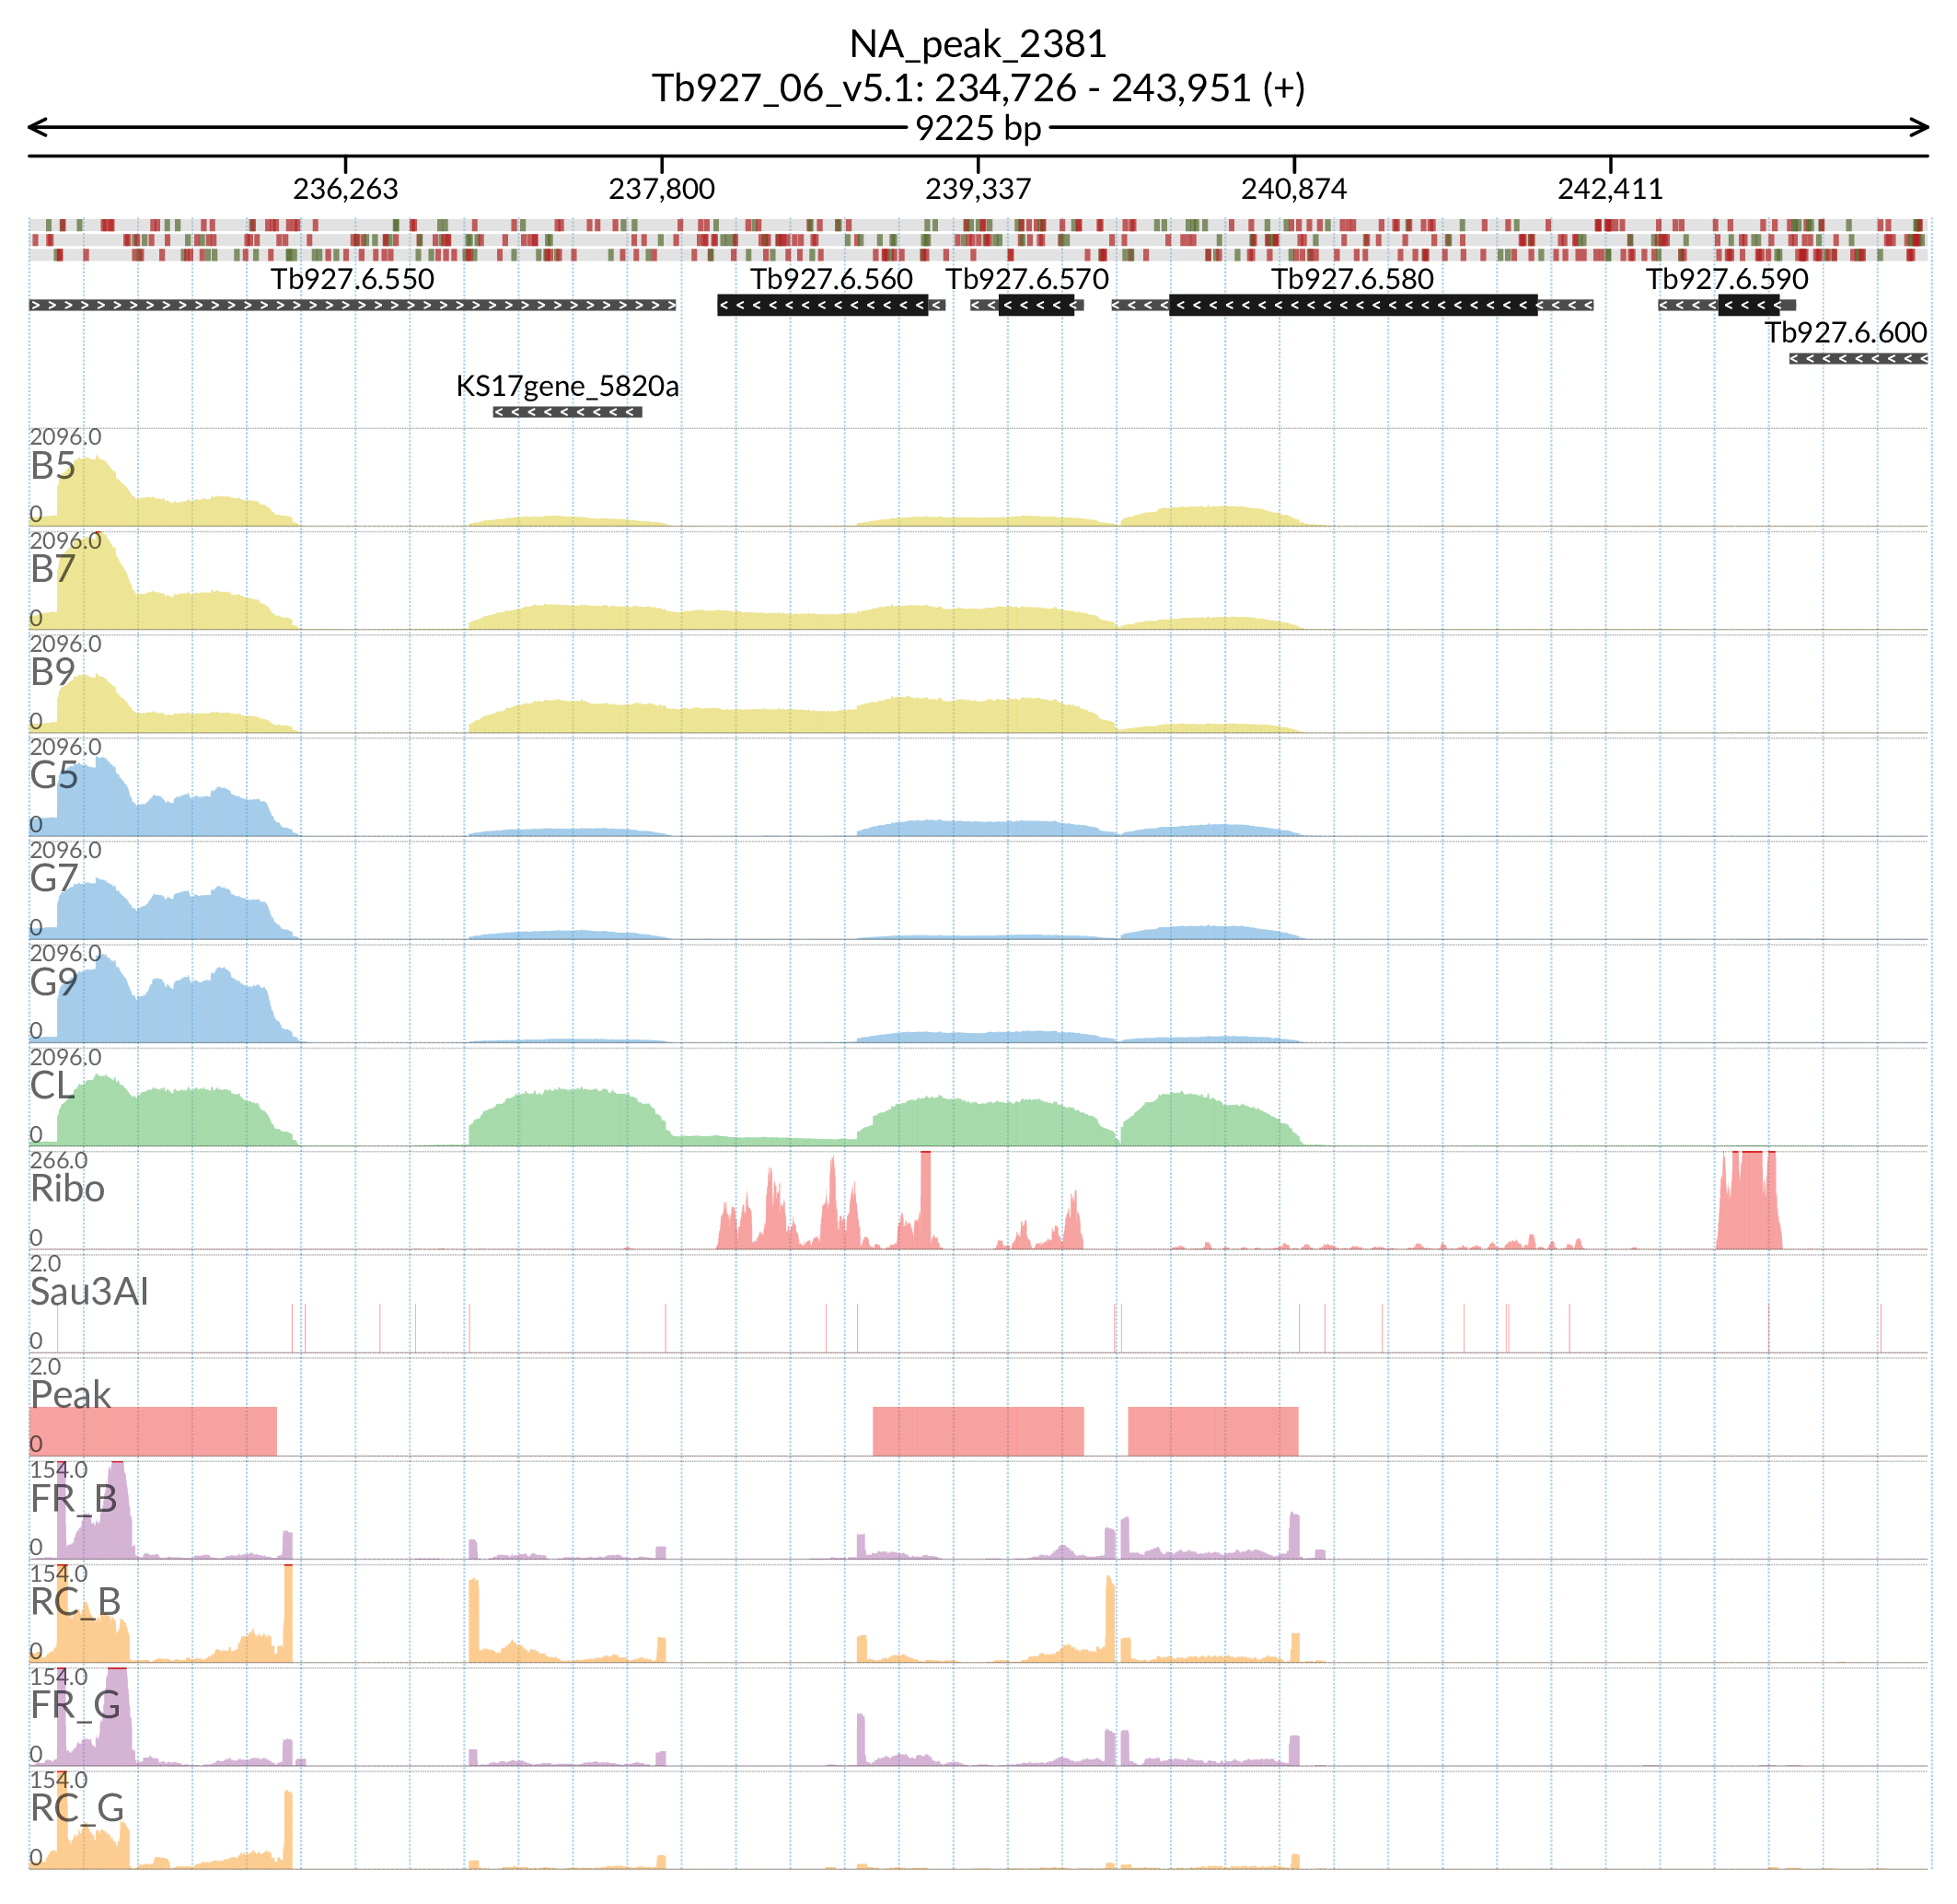 NA_peak_2381
Tb927_06_v5.1: 234,726 - 243,951 (+)
9225 bp
236,263 237,800 239,337 240,874 242,411
Tb927.6.550 Tb927.6.560 Tb927.6.570 Tb927.6.580 Tb927.6.590
Tb927.6.600
KS17gene_5820a
2096.0
B5
0
2096.0
B7
0
2096.0
B9
0
2096.0
G5
0
2096.0
G7
0
2096.0
G9
0
2096.0
CL
0
266.0
Ribo
0
2.0
Sau3AI
0
2.0
Peak
0
154.0
FR_B
0
154.0
RC_B
0
154.0
FR_G
0
154.0
RC_G
0